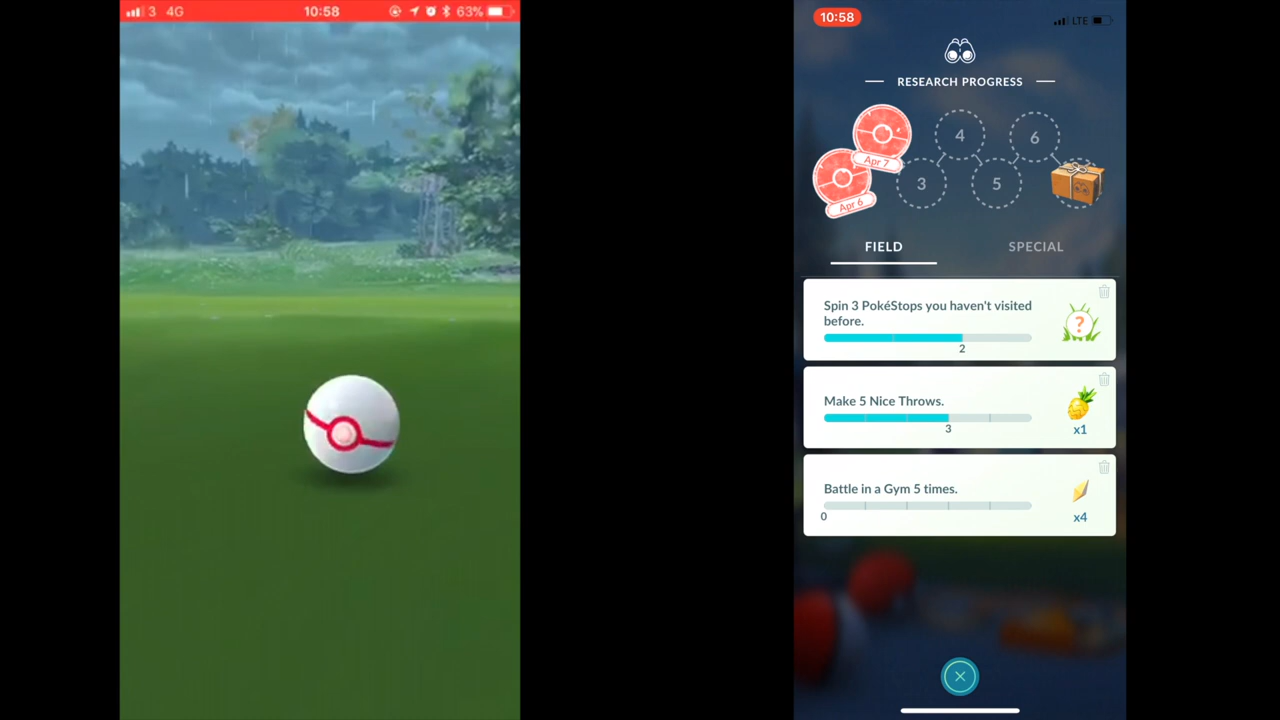 3 4G 10:58 63%
10:58 LTE
RESEARCH PROGRESS
4 6
Apr 7
3 5
Apr 6
FIELD SPECIAL
Spin 3 PokéStops you haven't visited
before.
?
2
Make 5 Nice Throws.
3
x1
Battle in a Gym 5 times.
0
x4